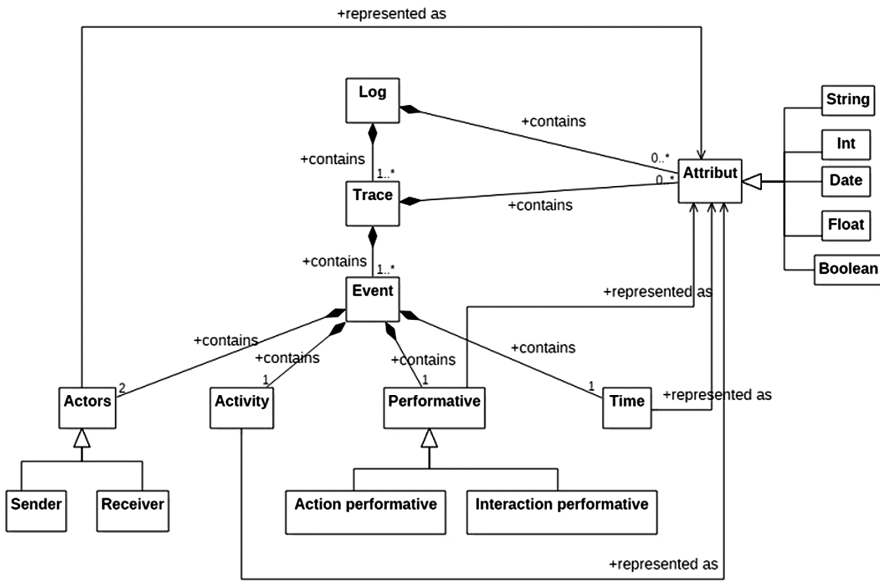 +represented as
Log
String
+contains
Int
0..*
+contains
1..*
Attribut
0..*
Date
Trace
+contains
Float
+contains
1..*
Boolean
Event
+represented as
+contains
+contains
+contains
+contains
2
1
1
1
+represented as
Actors
Activity
Performative
Time
Sender
Receiver
Action performative
Interaction performative
+represented as